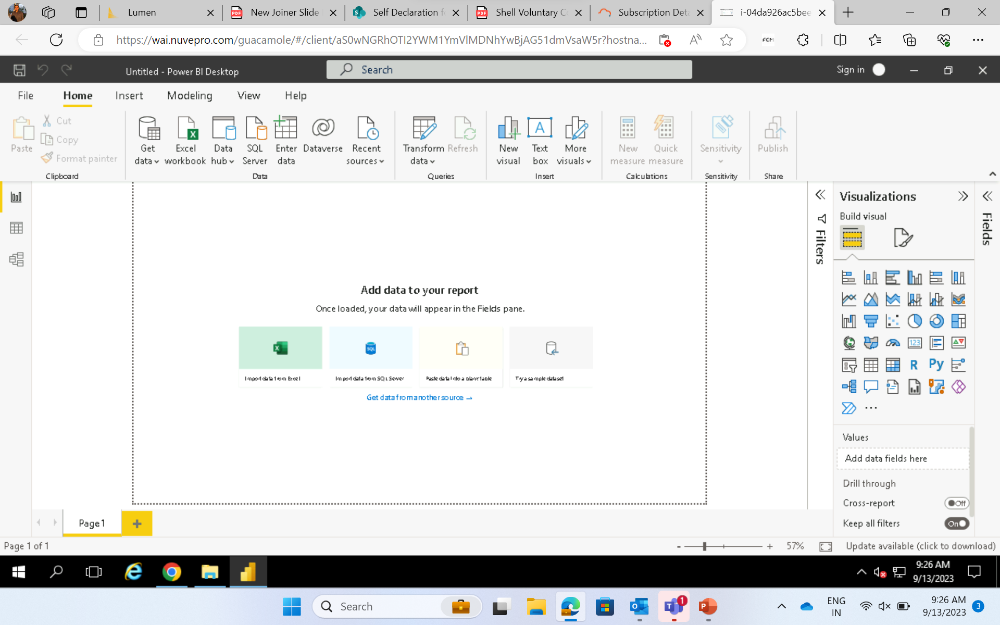 Lumen
New Joiner Slide
Self Declaration f
Shell Voluntary C
Subscription Deta
i-04da926ac5bee
https://wai.nuvepro.com/guacamole/#/client/aS0wNGRhOTI2YWM1YmVlMDNhYwBjAG51dmVsaW5r?hostna...
FCM
Untitled - Power BI Desktop
Search
Sign in
File Home Insert Modeling View Help
Paste
Cut
Copy
Format painter
Clipboard
Get data
Excel workbook
Data hub
SQL Server
Enter data
Dataverse
Recent sources
Data
Transform data
Refresh
Queries
New visual
Text box
More visuals
Insert
New measure
Quick measure
Calculations
Sensitivity
Sensitivity
Publish
Share
Filters
Visualizations
Build visual
Fields
Add data to your report
Once loaded, your data will appear in the Fields pane.
Import data from Excel
Import data from SQL Server
Paste data into a blank table
Try a sample dataset
Get data from another source →
123
R
Py
...
Values
Add data fields here
Drill through
Cross-report
Off
Keep all filters
On
Page 1
+
Page 1 of 1
- + 57%
Update available (click to download)
9:26 AM
9/13/2023
Search
1
ENG
IN
9:26 AM
9/13/2023
3